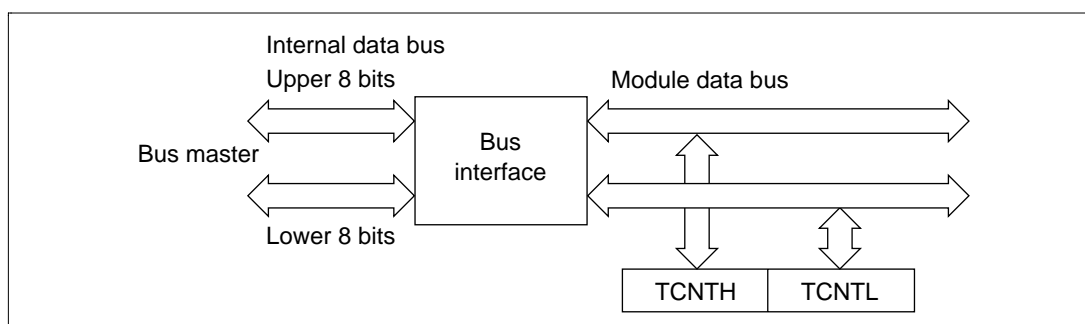 Internal data bus
Upper 8 bits
Module data bus
Bus master
Bus
interface
Lower 8 bits
TCNTH
TCNTL